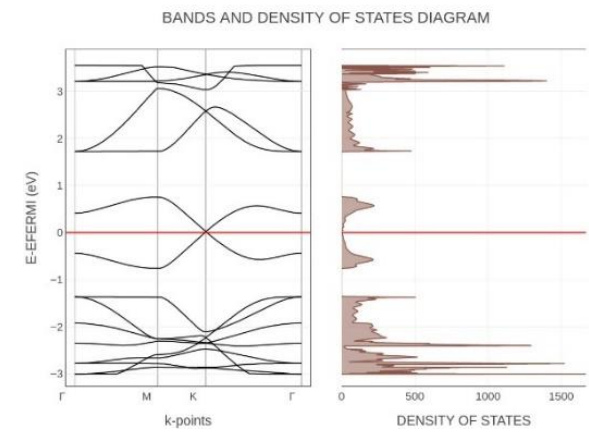 BANDS AND DENSITY OF STATES DIAGRAM
E-EFERMI (eV)
3
2
1
0
−1
−2
−3
Γ M K Γ
0 500 1000 1500
k-points
DENSITY OF STATES